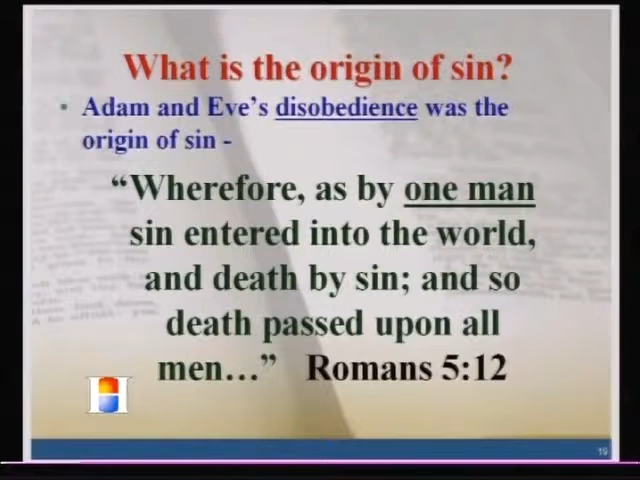 What is the origin of sin?
• Adam and Eve's disobedience was the
origin of sin -
“Wherefore, as by one man
sin entered into the world,
and death by sin; and so
death passed upon all
men…” Romans 5:12
H
19